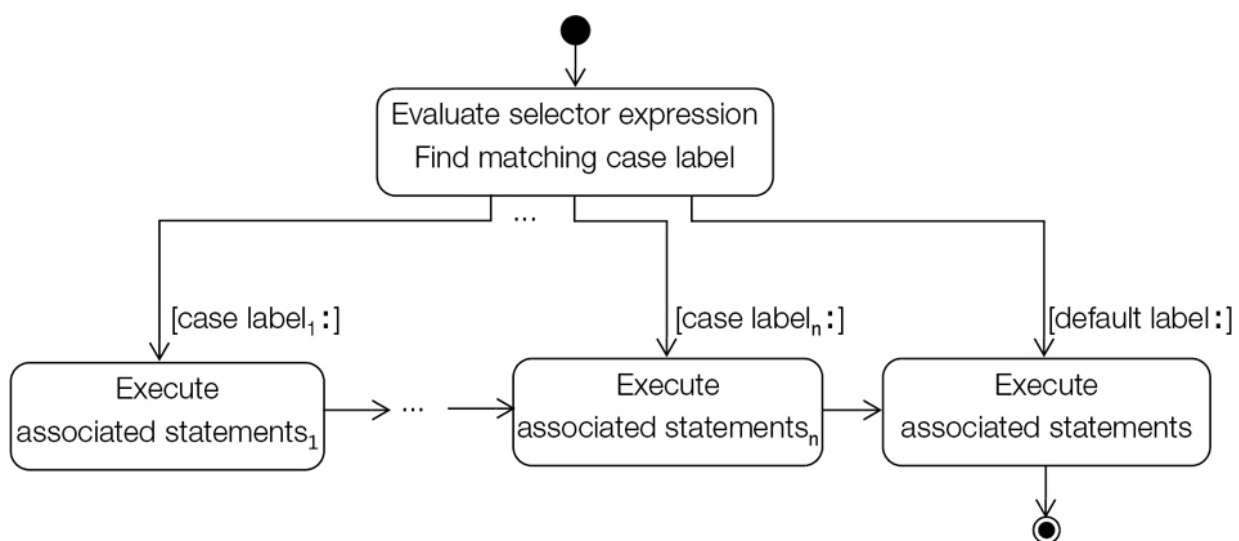 Evaluate selector expression
Find matching case label
...
[case label₁:]
[case labelₙ:]
[default label:]
Execute
associated statements₁
...
Execute
associated statementsₙ
Execute
associated statements